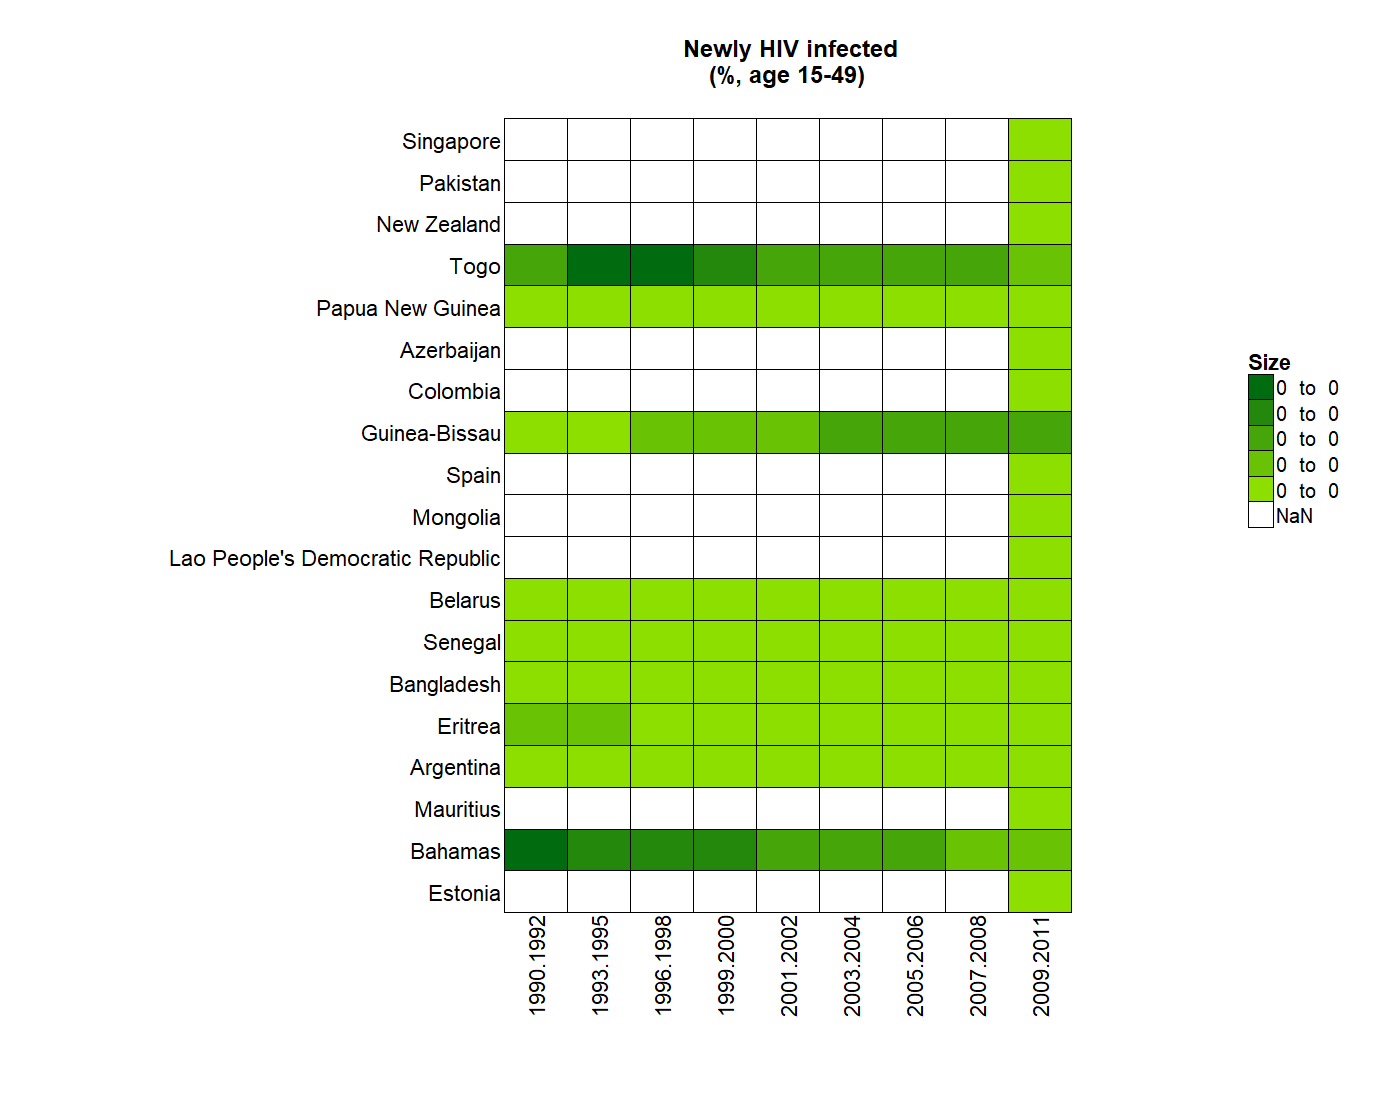 Newly HIV infected
(%, age 15-49)
Singapore
Pakistan
New Zealand
Togo
Papua New Guinea
Azerbaijan
Colombia
Guinea-Bissau
Spain
Mongolia
Lao People's Democratic Republic
Belarus
Senegal
Bangladesh
Eritrea
Argentina
Mauritius
Bahamas
Estonia
1990.1992
1993.1995
1996.1998
1999.2000
2001.2002
2003.2004
2005.2006
2007.2008
2009.2011
Size
0 to 0
0 to 0
0 to 0
0 to 0
0 to 0
NaN